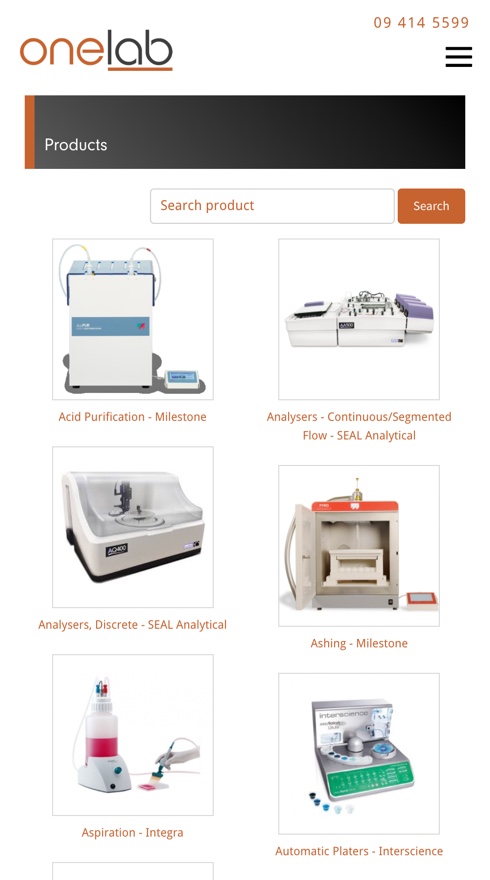 09 414 5599
onelab
Products
Search product
Search
Acid Purification - Milestone
Analysers - Continuous/Segmented
Flow - SEAL Analytical
AQ400
Analysers, Discrete - SEAL Analytical
Ashing - Milestone
interscience
Aspiration - Integra
Automatic Platers - Interscience